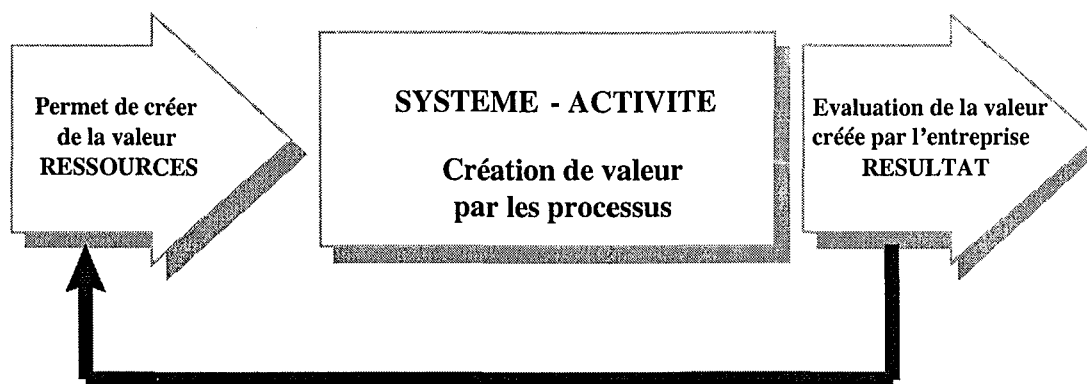 Permet de créer
de la valeur
RESSOURCES
SYSTEME - ACTIVITE
Création de valeur
par les processus
Evaluation de la valeur
créée par l'entreprise
RESULTAT